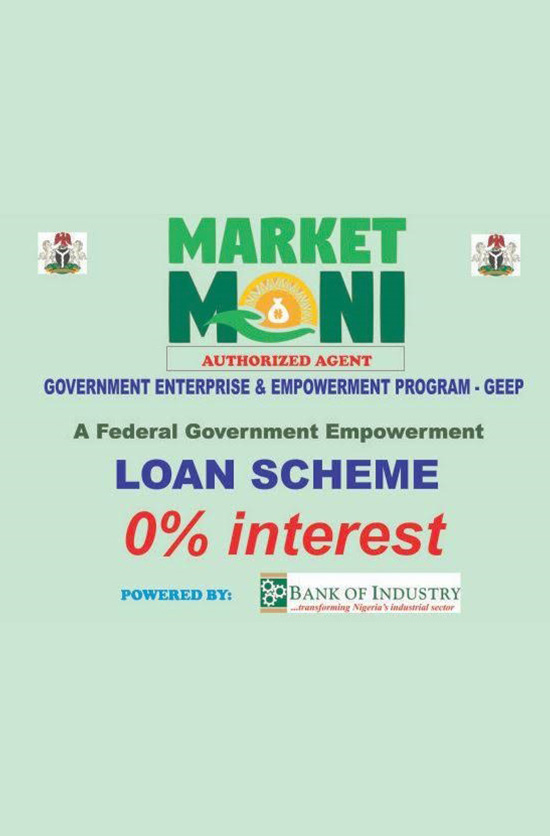 MARKET
MONI
AUTHORIZED AGENT
GOVERNMENT ENTERPRISE & EMPOWERMENT PROGRAM - GEEP
A Federal Government Empowerment
LOAN SCHEME
0% interest
POWERED BY:
BANK OF INDUSTRY
...transforming Nigeria's industrial sector